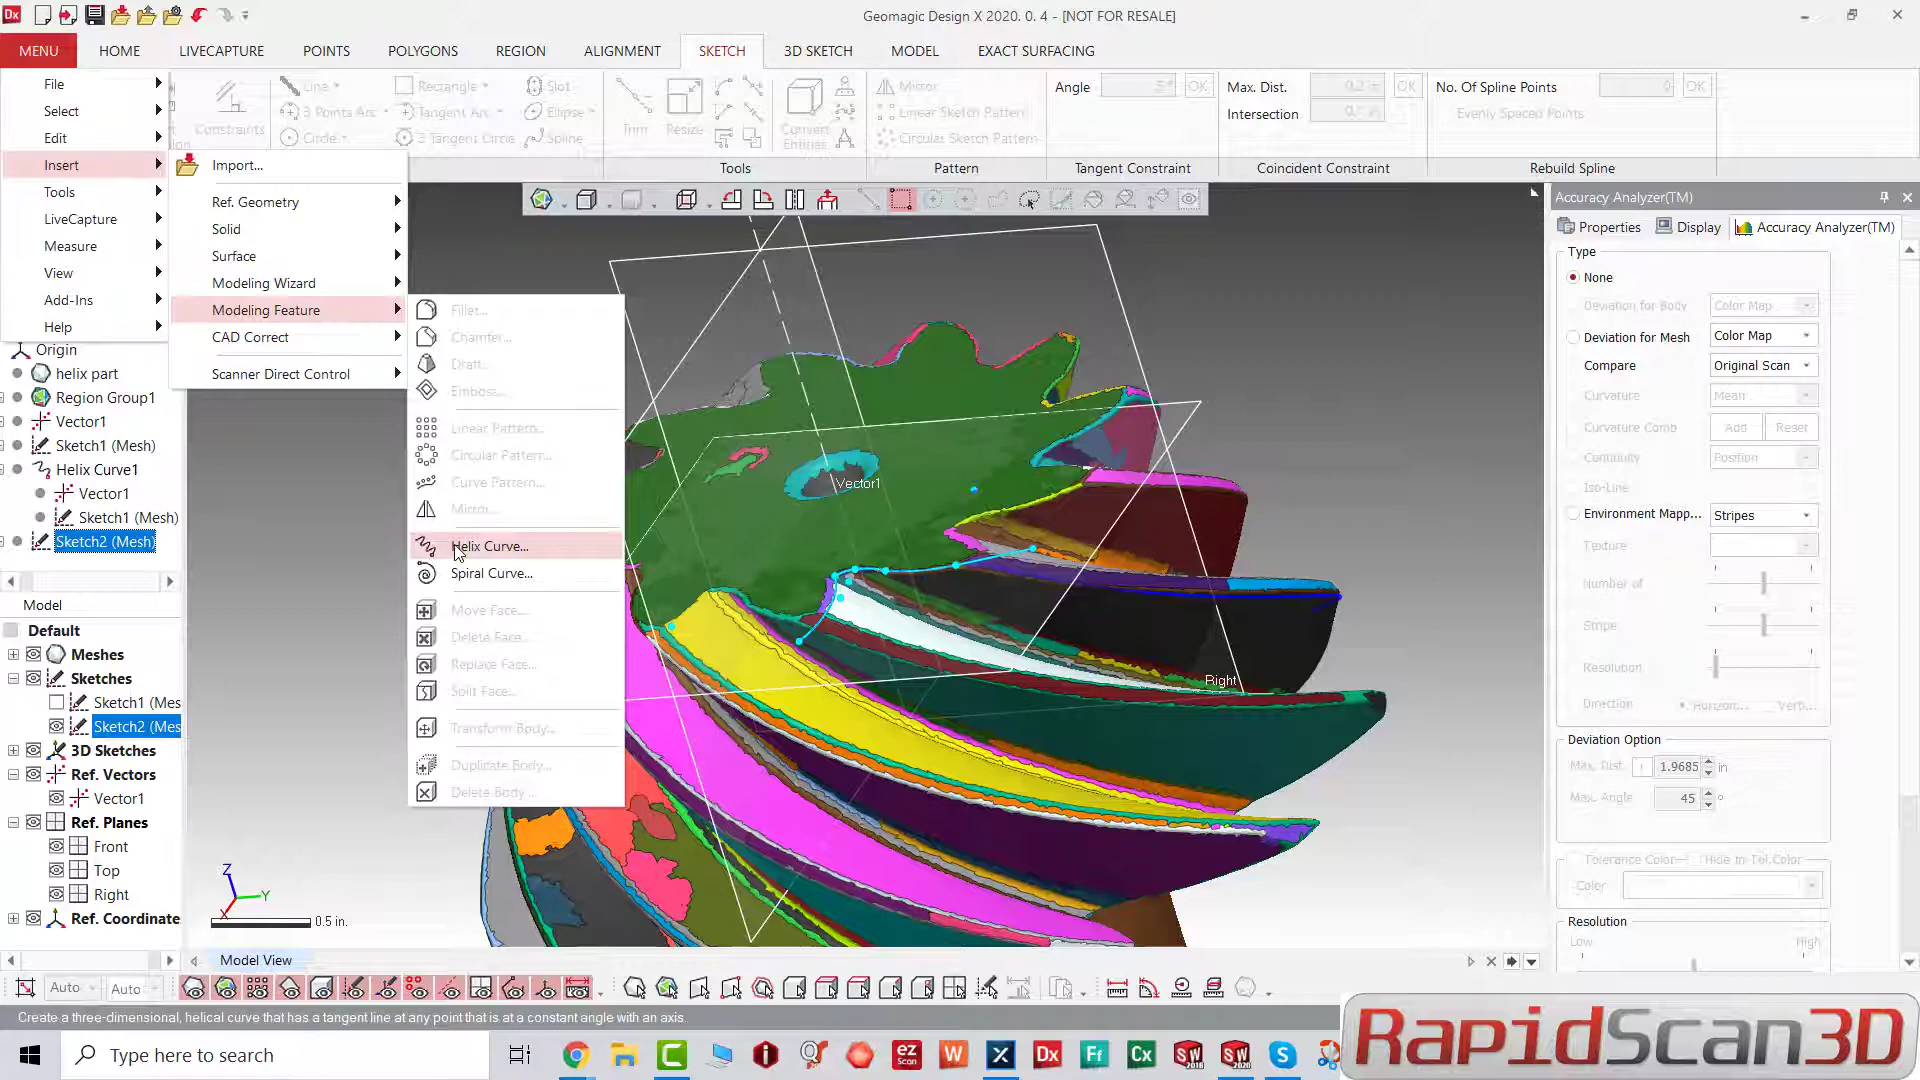 Geomagic Design X 2020. 0. 4 - [NOT FOR RESALE]
MENU
HOME
LIVECAPTURE
POINTS
POLYGONS
REGION
ALIGNMENT
SKETCH
3D SKETCH
MODEL
EXACT SURFACING
File
Select
Edit
Insert
Tools
LiveCapture
Measure
View
Add-Ins
Help
Constraints
Line
3 Points Arc
Circle
Rectangle
Tangent Arc
3 Tangent Circle
Slot
Ellipse
Spline
Trim
Resize
Convert Entities
Mirror
Linear Sketch Pattern
Circular Sketch Pattern
Angle
5°
OK
Max. Dist.
OK
Intersection
No. Of Spline Points
0
OK
Evenly Spaced Points
Tools
Pattern
Tangent Constraint
Coincident Constraint
Rebuild Spline
Import...
Ref. Geometry
Solid
Surface
Modeling Wizard
Modeling Feature
CAD Correct
Scanner Direct Control
Fillet...
Chamfer...
Draft...
Emboss...
Linear Pattern...
Circular Pattern...
Curve Pattern...
Mirror...
Helix Curve...
Spiral Curve...
Move Face...
Delete Face...
Replace Face...
Split Face...
Transform Body...
Duplicate Body...
Delete Body...
Origin
helix part
Region Group1
Vector1
Sketch1 (Mesh)
Helix Curve1
Vector1
Sketch1 (Mesh)
Sketch2 (Mesh)
Model
Default
Meshes
Sketches
Sketch1 (Mes
Sketch2 (Mes
3D Sketches
Ref. Vectors
Vector1
Ref. Planes
Front
Top
Right
Ref. Coordinate
Vector1
Right
Z
Y
X
0.5 in.
Model View
Accuracy Analyzer(TM)
Properties
Display
Accuracy Analyzer(TM)
Type
None
Deviation for Body
Color Map
Deviation for Mesh
Color Map
Compare
Original Scan
Curvature
Mean
Curvature Comb
Add
Reset
Continuity
Position
Iso-Line
Environment Mapp...
Stripes
Texture
Number of
Stripe
Resolution
Direction
Horizon...
Verti...
Deviation Option
Max. Dist.
1.9685
in
Max. Angle
45
°
Tolerance Color
Hide In Tol.Color
Color
Resolution
Low
High
Auto
Auto
Create a three-dimensional, helical curve that has a tangent line at any point that is at a constant angle with an axis.
Type here to search
RapidScan3D